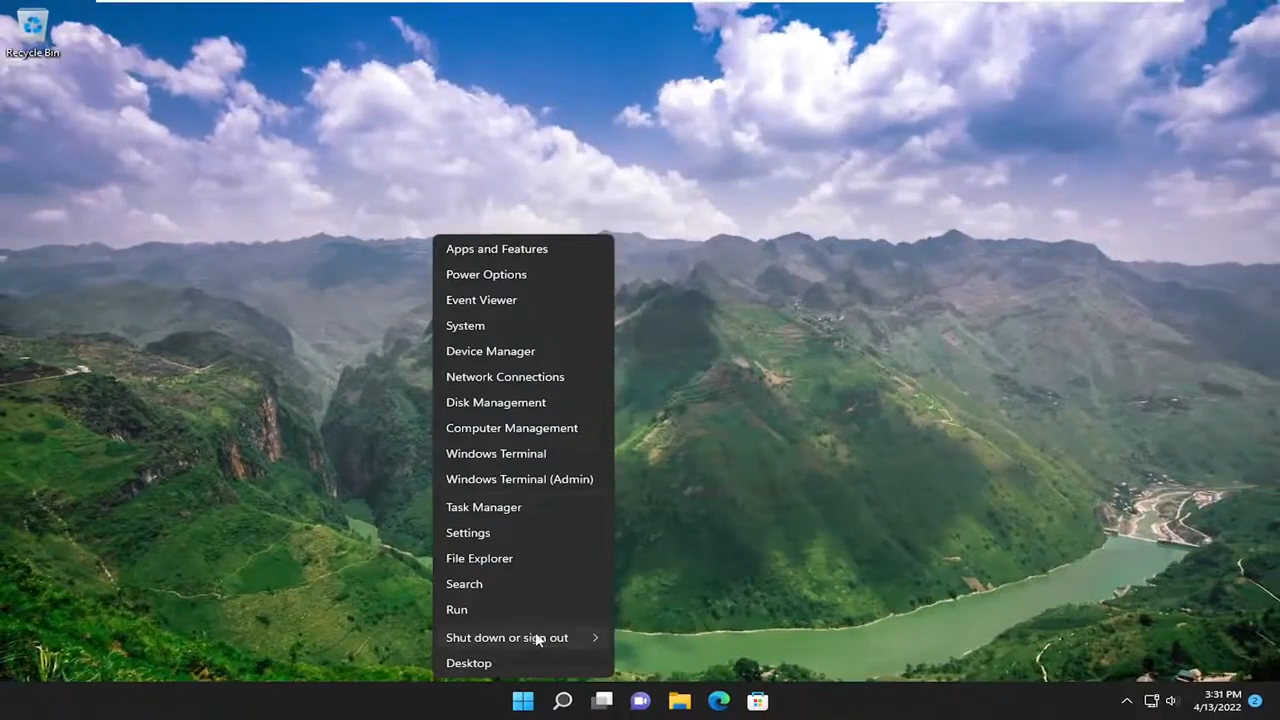 Recycle Bin
Apps and Features
Power Options
Event Viewer
System
Device Manager
Network Connections
Disk Management
Computer Management
Windows Terminal
Windows Terminal (Admin)
Task Manager
Settings
File Explorer
Search
Run
Shut down or sign out
Desktop
3:31 PM
4/13/2022
2